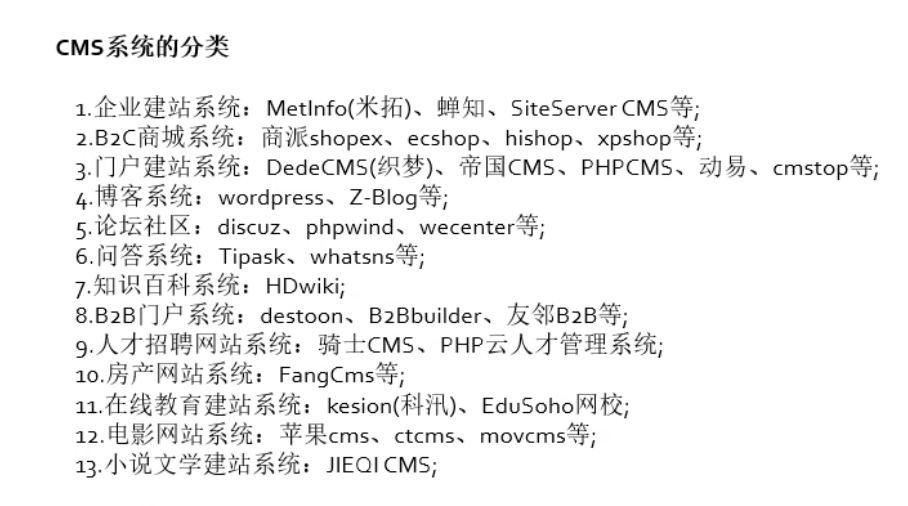 CMS系统的分类
1.企业建站系统：MetInfo(米拓)、蝉知、SiteServer CMS等;
2.B2C商城系统：商派shopex、ecshop、hishop、xpshop等;
3.门户建站系统：DedeCMS(织梦)、帝国CMS、PHPCMS、动易、cmstop等;
4.博客系统：wordpress、Z-Blog等;
5.论坛社区：discuz、phpwind、wecenter等;
6.问答系统：Tipask、whatsns等;
7.知识百科系统：HDwiki;
8.B2B门户系统：destoon、B2Bbuilder、友邻B2B等;
9.人才招聘网站系统：骑士CMS、PHP云人才管理系统;
10.房产网站系统：FangCms等;
11.在线教育建站系统：kesion(科汛)、EduSoho网校;
12.电影网站系统：苹果cms、ctcms、movcms等;
13.小说文学建站系统：JIEQI CMS;